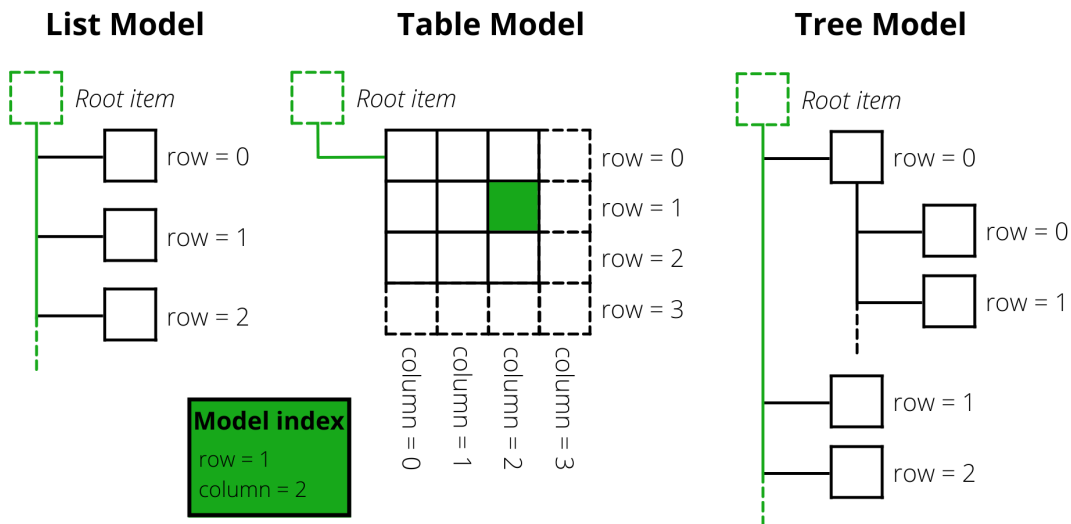 List Model
Root item
row = 0
row = 1
row = 2
Table Model
Root item
row = 0
row = 1
row = 2
row = 3
column = 0
column = 1
column = 2
column = 3
Model index
row = 1
column = 2
Tree Model
Root item
row = 0
row = 0
row = 1
row = 1
row = 2